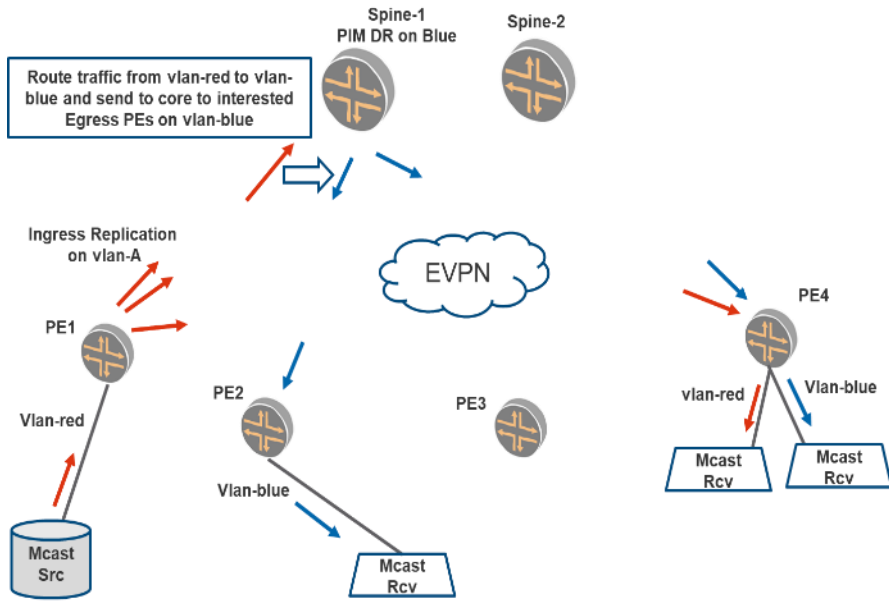 Spine-1
PIM DR on Blue
Spine-2
Route traffic from vlan-red to vlan-
blue and send to core to interested
Egress PEs on vlan-blue
Ingress Replication
on vlan-A
EVPN
PE1
PE4
PE2
PE3
Vlan-red
vlan-red
Vlan-blue
Vlan-blue
Mcast
Rcv
Mcast
Rcv
Mcast
Src
Mcast
Rcv